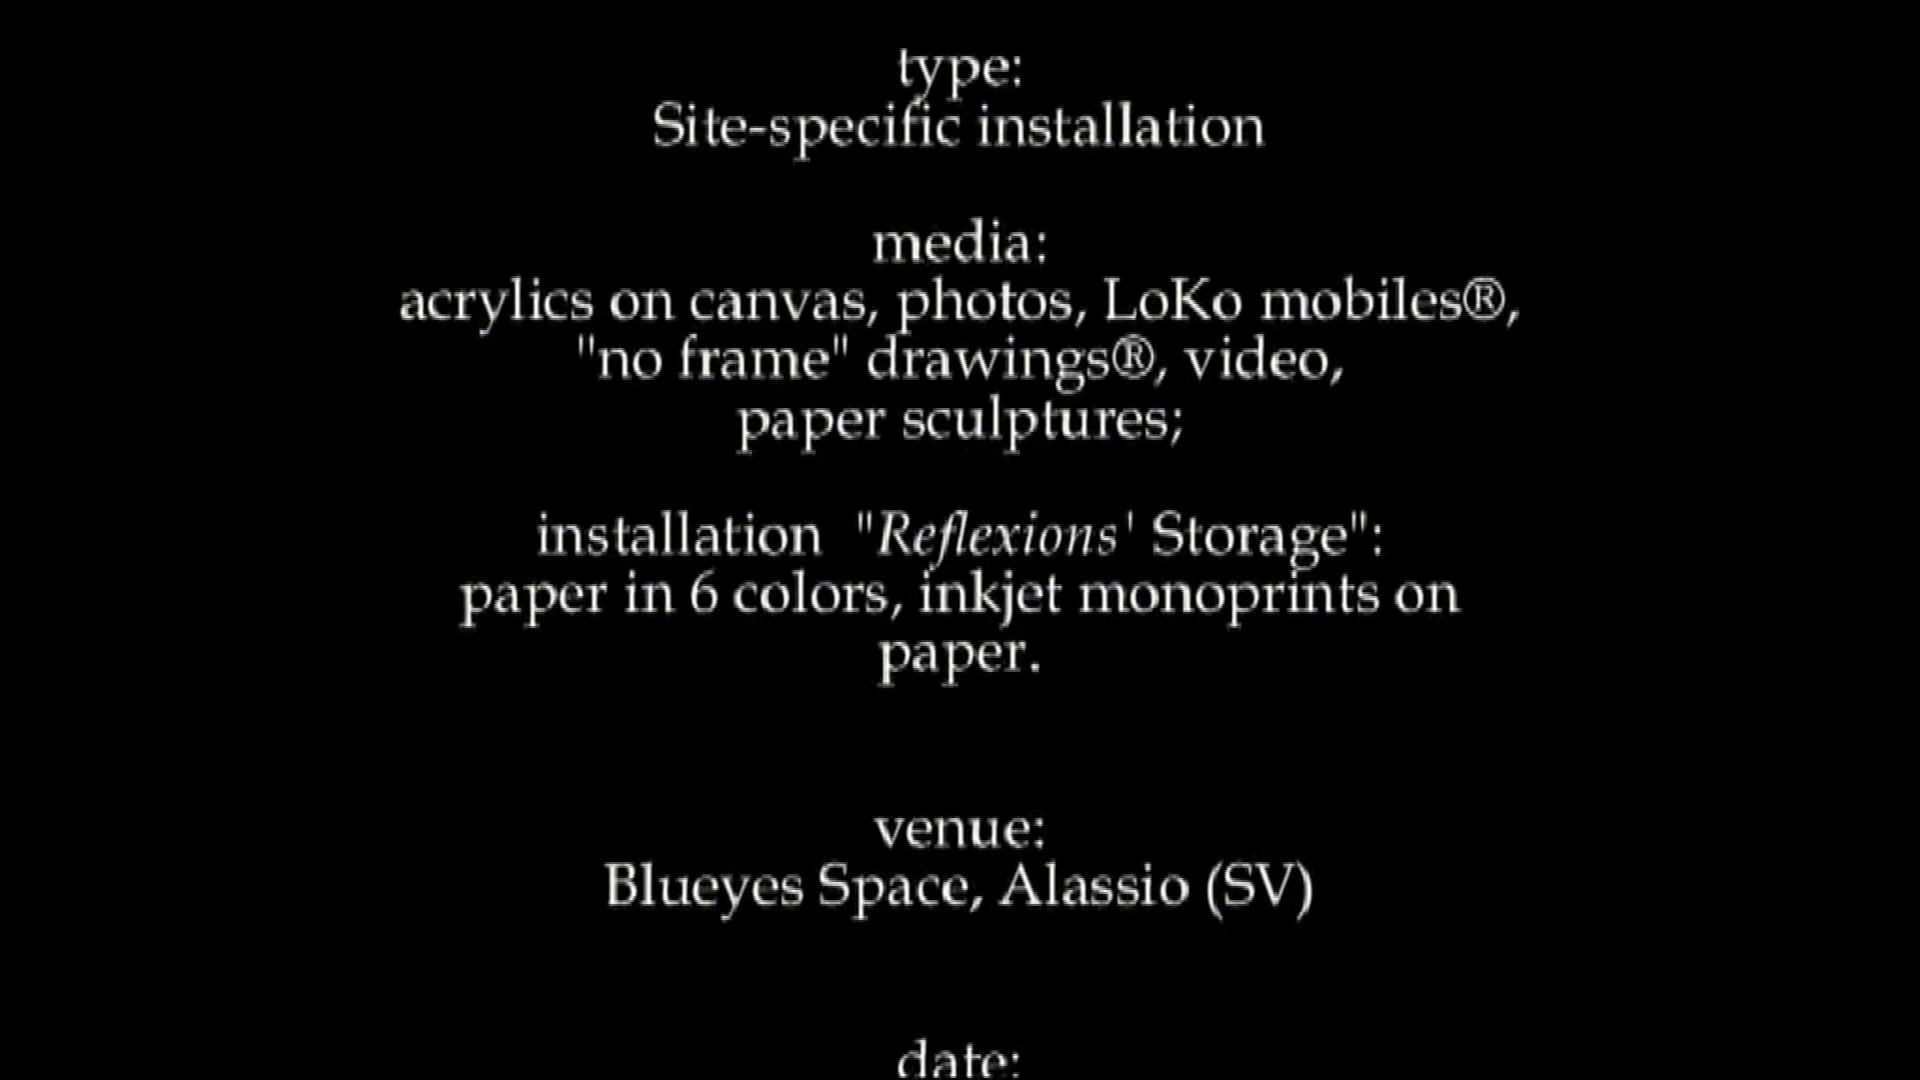 type:
Site-specific installation
media:
acrylics on canvas, photos, LoKo mobiles®,
"no frame" drawings®, video,
paper sculptures;
installation "Reflexions' Storage":
paper in 6 colors, inkjet monoprints on
paper.
venue:
Blueyes Space, Alassio (SV)
date: